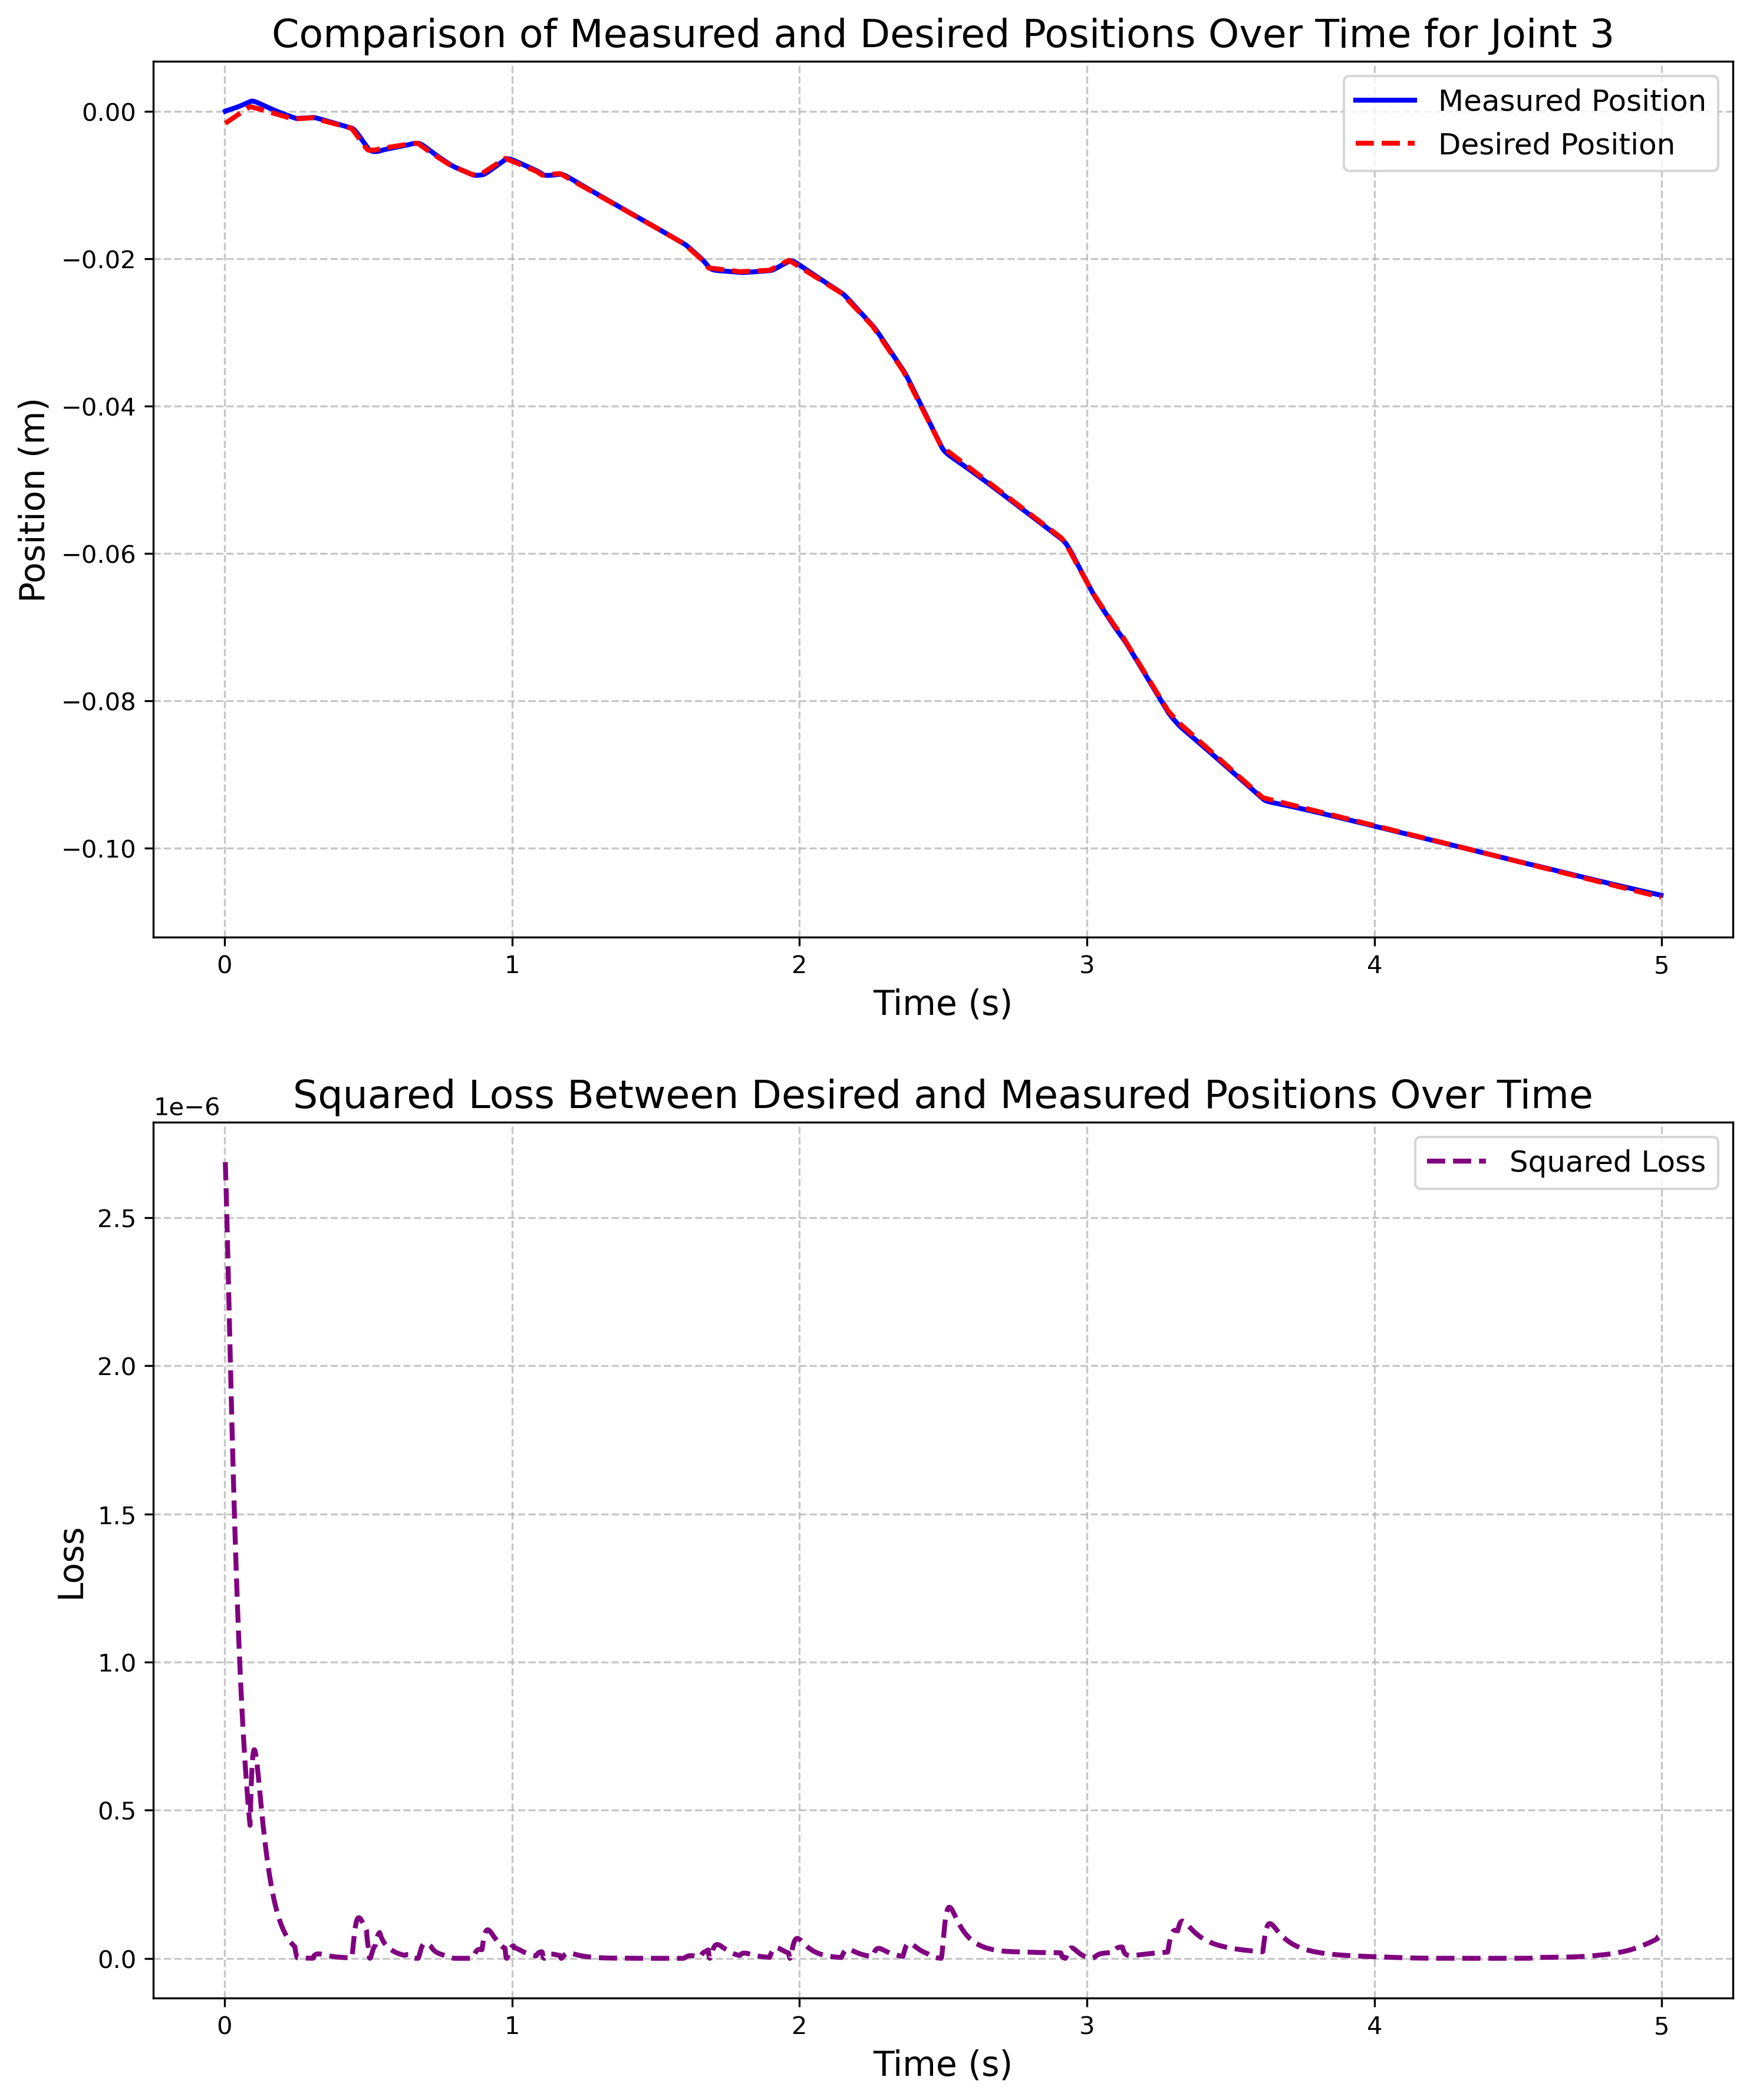 Comparison of Measured and Desired Positions Over Time for Joint 3
Measured Position
Desired Position
0.00
−0.02
−0.04
−0.06
−0.08
−0.10
Position (m)
0 1 2 3 4 5
Time (s)
Squared Loss Between Desired and Measured Positions Over Time
1e−6
Squared Loss
2.5
2.0
1.5
1.0
0.5
0.0
Loss
0 1 2 3 4 5
Time (s)